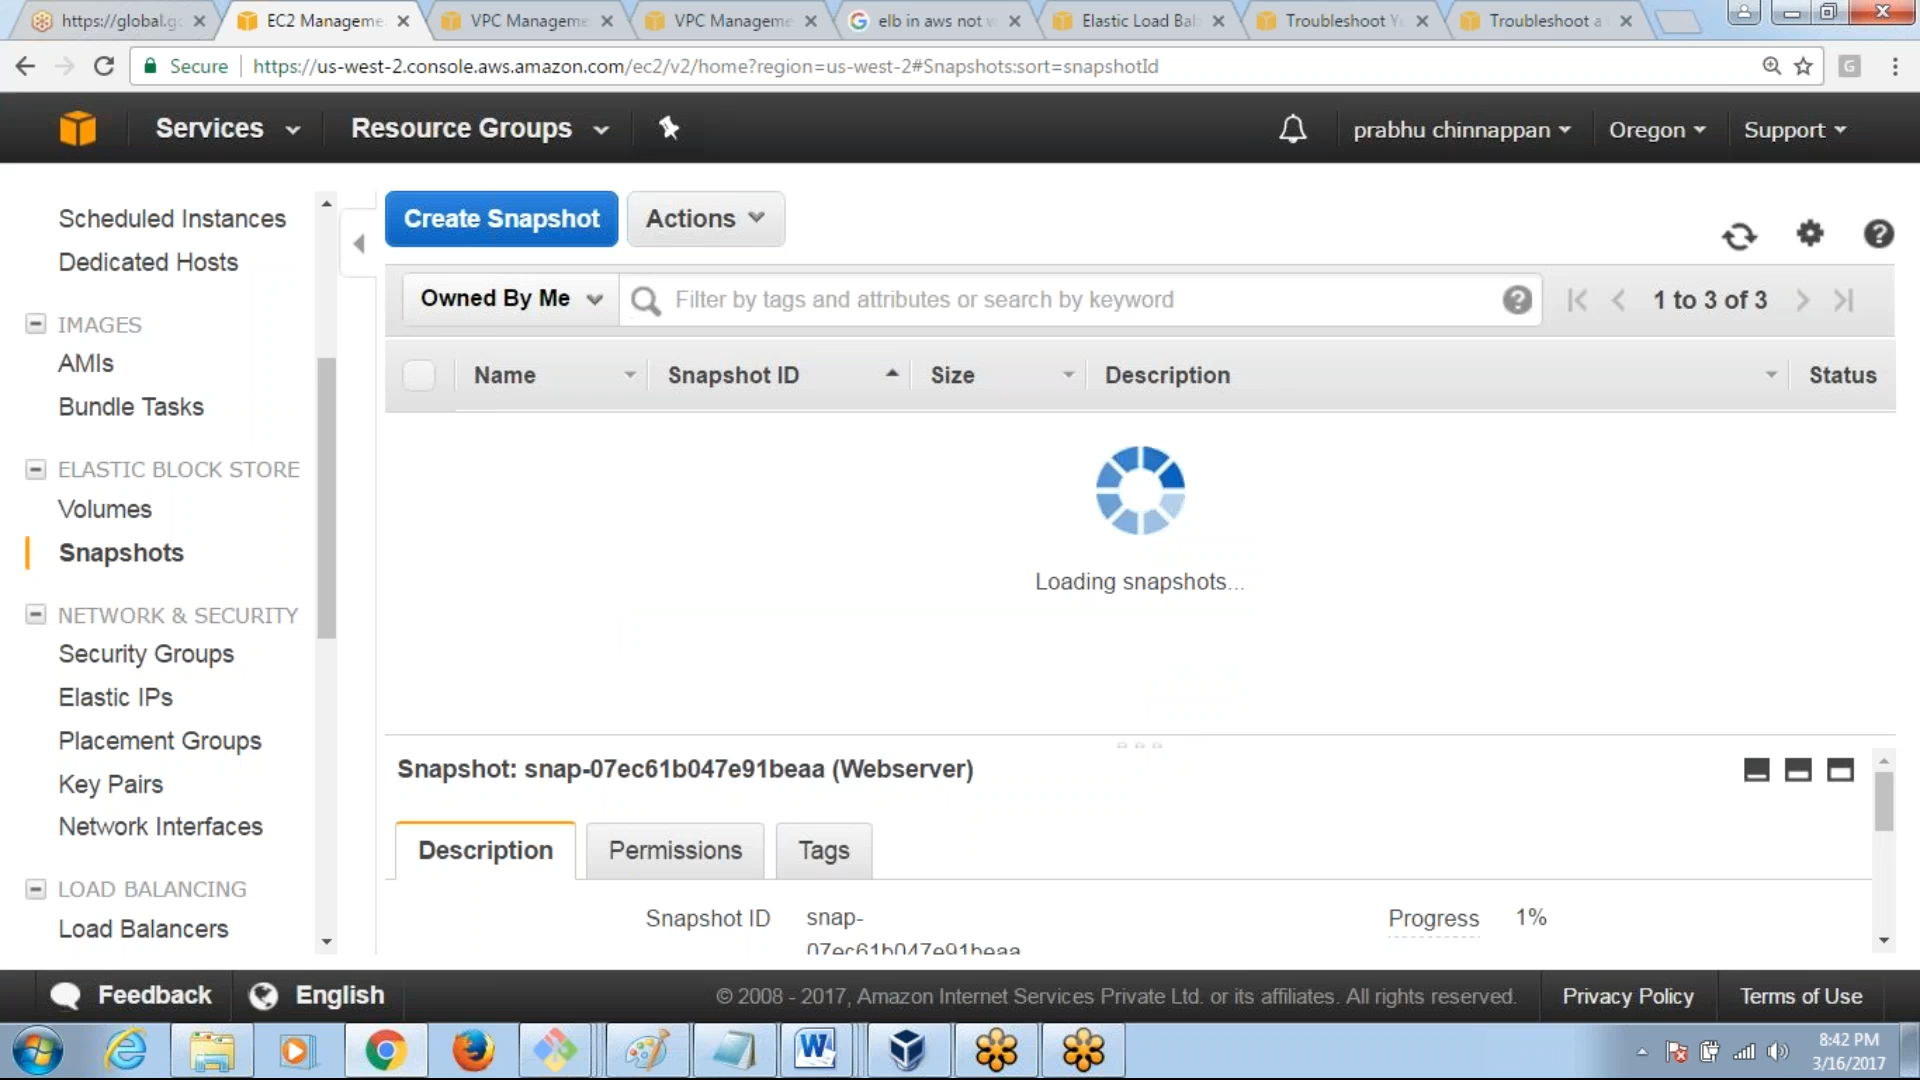 https://global.g
EC2 Manageme
VPC Manageme
VPC Manageme
elb in aws not
Elastic Load Bal
Troubleshoot Y
Troubleshoot a
Secure
https://us-west-2.console.aws.amazon.com/ec2/v2/home?region=us-west-2#Snapshots:sort=snapshotId
Services
Resource Groups
prabhu chinnappan
Oregon
Support
Scheduled Instances
Dedicated Hosts
IMAGES
AMIs
Bundle Tasks
ELASTIC BLOCK STORE
Volumes
Snapshots
NETWORK & SECURITY
Security Groups
Elastic IPs
Placement Groups
Key Pairs
Network Interfaces
LOAD BALANCING
Load Balancers
Create Snapshot
Actions
Owned By Me
Filter by tags and attributes or search by keyword
1 to 3 of 3
Name
Snapshot ID
Size
Description
Status
Loading snapshots...
Snapshot: snap-07ec61b047e91beaa (Webserver)
Description
Permissions
Tags
Snapshot ID
snap-
07ec61b047e91beaa
Progress
1%
Feedback
English
© 2008 - 2017, Amazon Internet Services Private Ltd. or its affiliates. All rights reserved.
Privacy Policy
Terms of Use
8:42 PM
3/16/2017